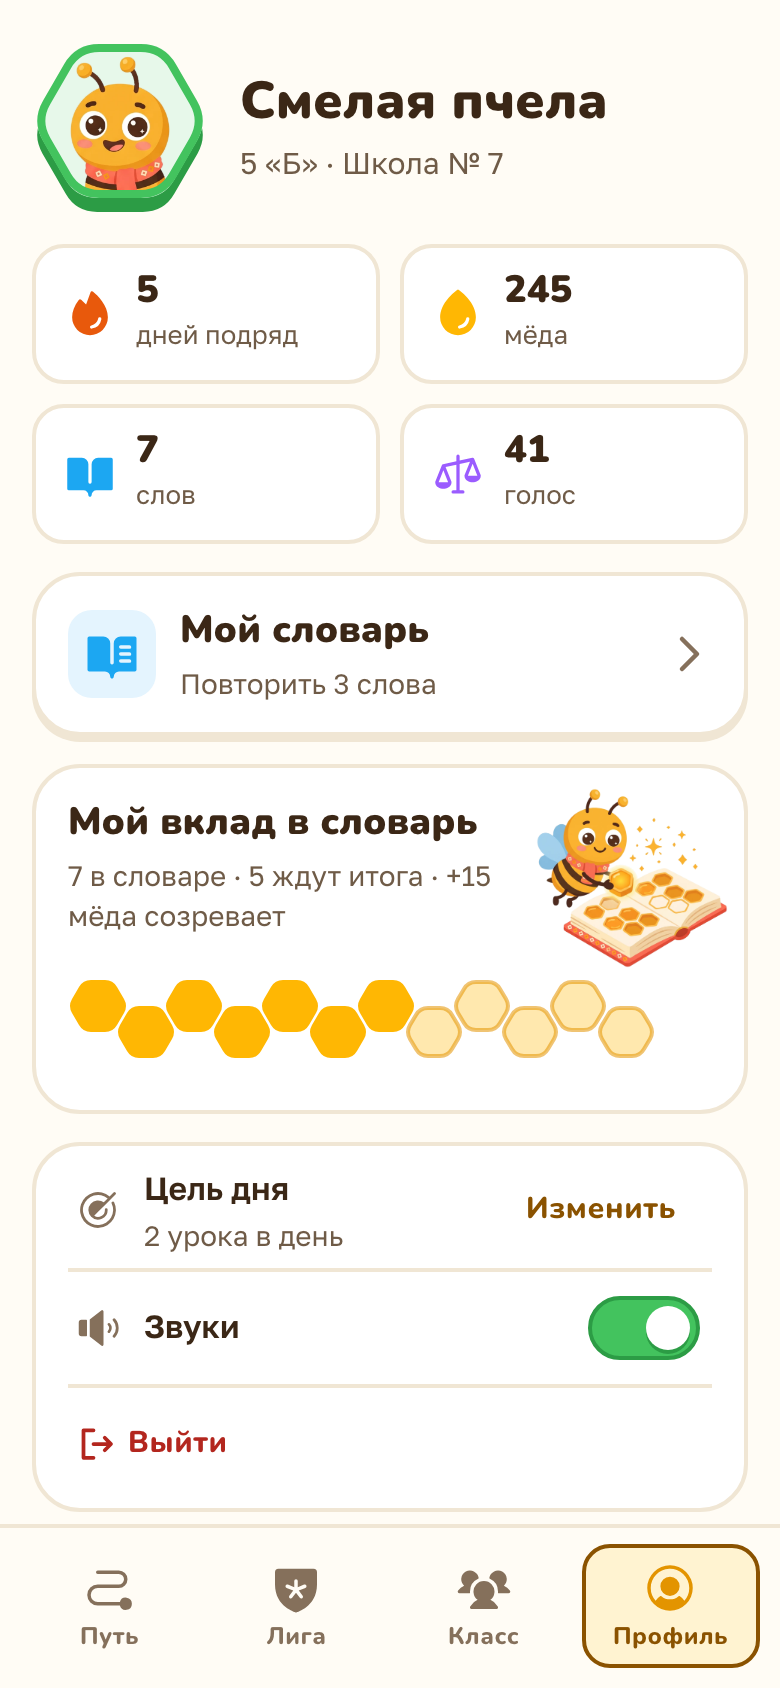 Смелая пчела
5 «Б» · Школа № 7
5
дней подряд
245
мёда
7
слов
41
голос
Мой словарь
Повторить 3 слова
Мой вклад в словарь
7 в словаре · 5 ждут итога · +15
мёда созревает
Цель дня
2 урока в день
Изменить
Звуки
Выйти
Путь
Лига
Класс
Профиль